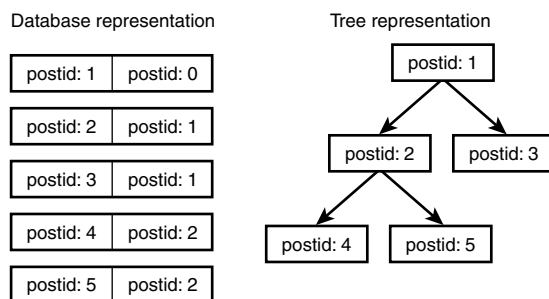 Database representation
postid: 1 postid: 0
postid: 2 postid: 1
postid: 3 postid: 1
postid: 4 postid: 2
postid: 5 postid: 2
Tree representation
postid: 1
postid: 2 postid: 3
postid: 4 postid: 5